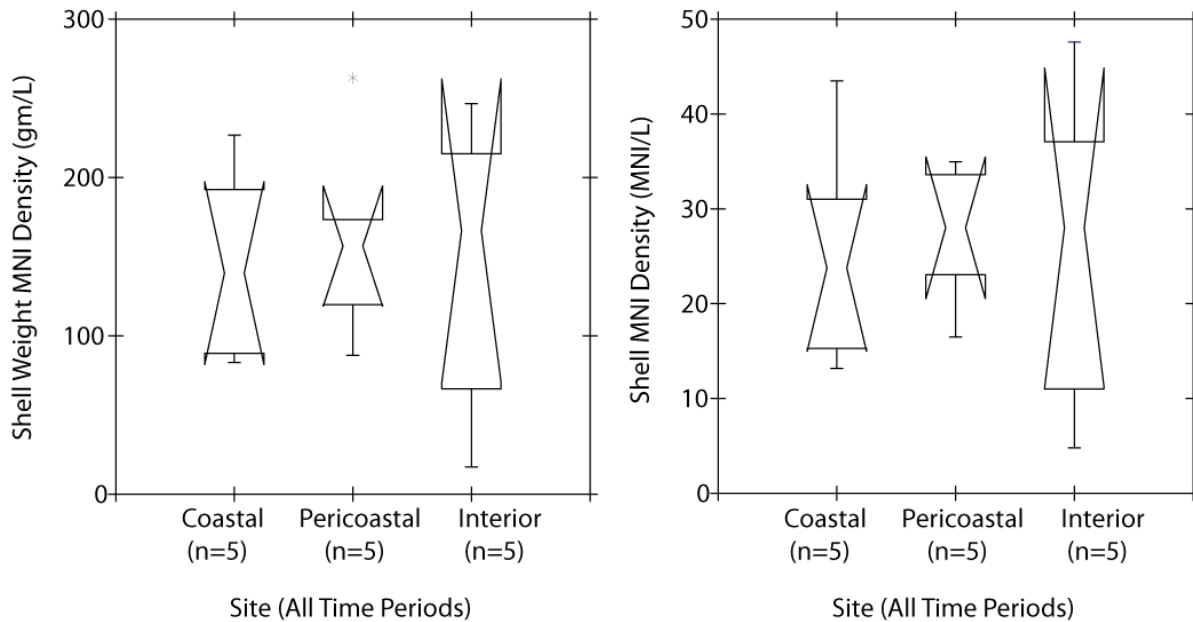 Shell Weight MNI Density (gm/L)
300
200
100
0
Coastal Pericoastal Interior
(n=5) (n=5) (n=5)
Site (All Time Periods)
Shell MNI Density (MNI/L)
50
40
30
20
10
0
Coastal Pericoastal Interior
(n=5) (n=5) (n=5)
Site (All Time Periods)